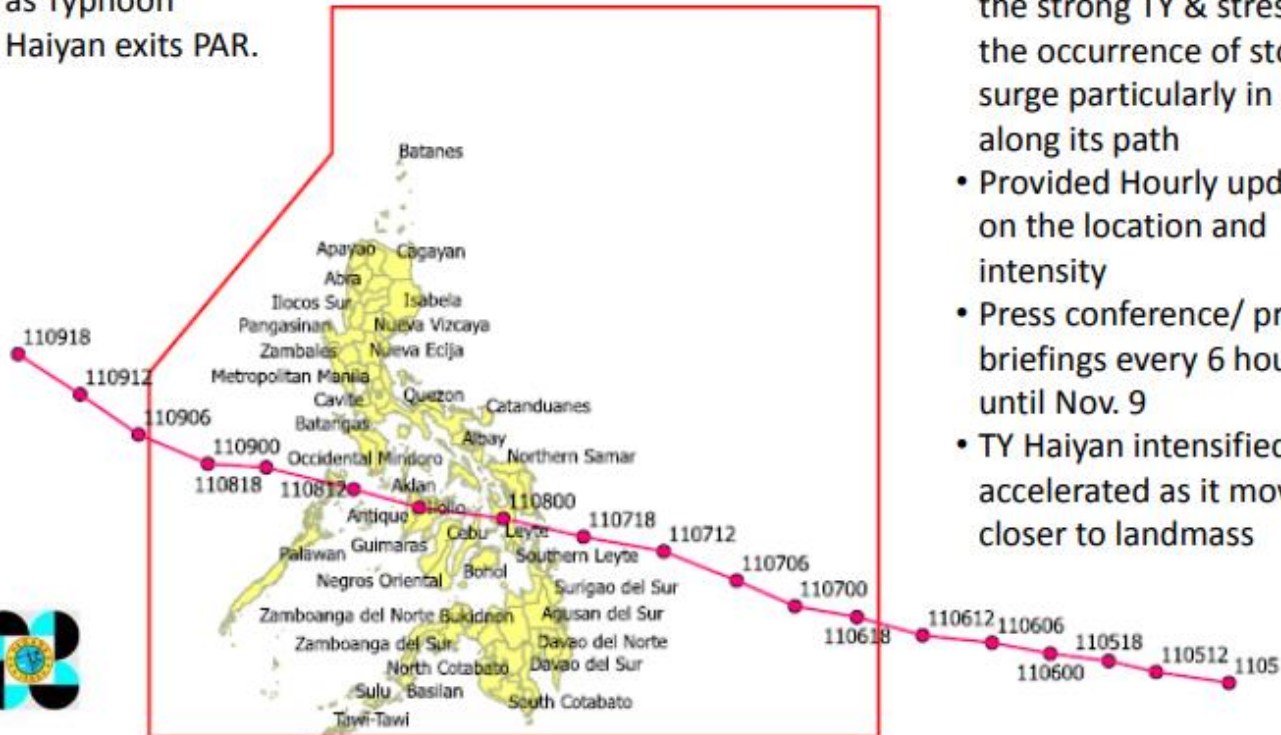 as Typhoon
Haiyan exits PAR.
the strong TY & stres
the occurrence of sto
surge particularly in
along its path
• Provided Hourly upd
on the location and
intensity
• Press conference/ pr
briefings every 6 hou
until Nov. 9
• TY Haiyan intensified
accelerated as it mov
closer to landmass
Batanes
Apayao Cagayan
Abra
Ilocos Sur Isabela
Pangasinan Nueva Vizcaya
Zambales Nueva Ecija
Metropolitan Manila
Cavite Quezon
Batangas Catanduanes
Albay
Occidental Mindoro Northern Samar
Aklan
Antique Iloilo
Cebu Leyte
Palawan Guimaras Southern Leyte
Negros Oriental Bohol
Surigao del Sur
Zamboanga del Norte Bukidnon Agusan del Sur
Zamboanga del Sur Davao del Norte
North Cotabato Davao del Sur
Sulu Basilan
South Cotabato
Tawi-Tawi
110918
110912
110906
110900
110818
110812
110800
110718
110712
110706
110700
110618
110612
110606
110600
110518
110512
1105